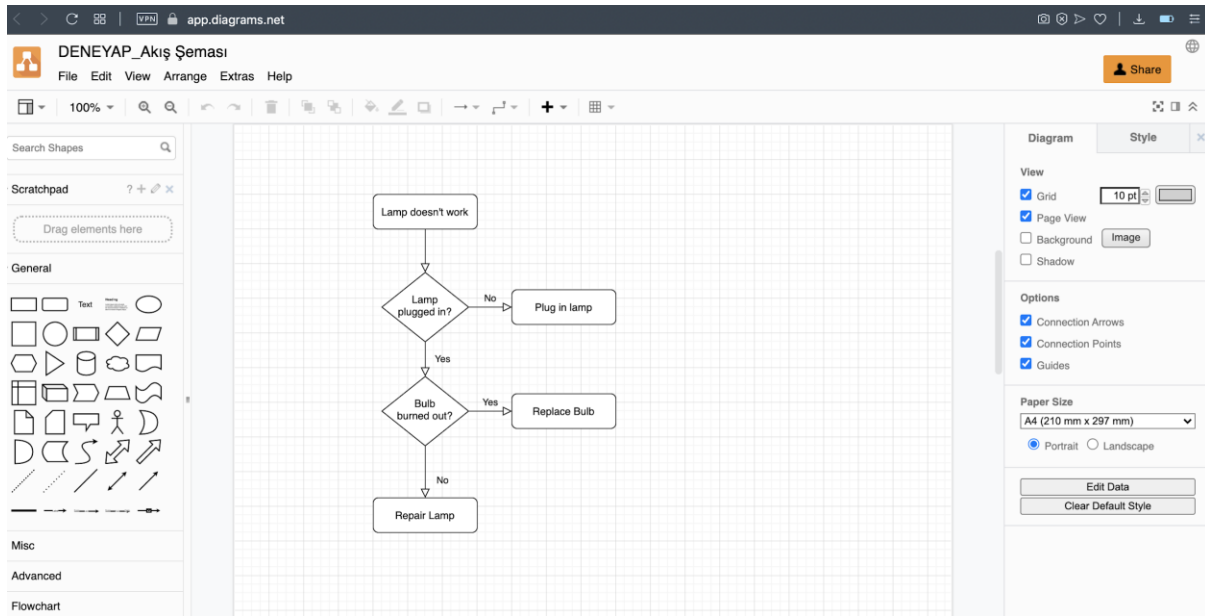 VPN app.diagrams.net
DENEYAP_Akış Şeması
File Edit View Arrange Extras Help
Share
100%
Search Shapes
Scratchpad
?
Drag elements here
General
Text
Heading
Misc
Advanced
Flowchart
Lamp doesn't work
Lamp
plugged in?
No
Plug in lamp
Yes
Bulb
burned out?
Yes
Replace Bulb
No
Repair Lamp
Diagram Style
View
Grid 10 pt
Page View
Background Image
Shadow
Options
Connection Arrows
Connection Points
Guides
Paper Size
A4 (210 mm x 297 mm)
Portrait Landscape
Edit Data
Clear Default Style